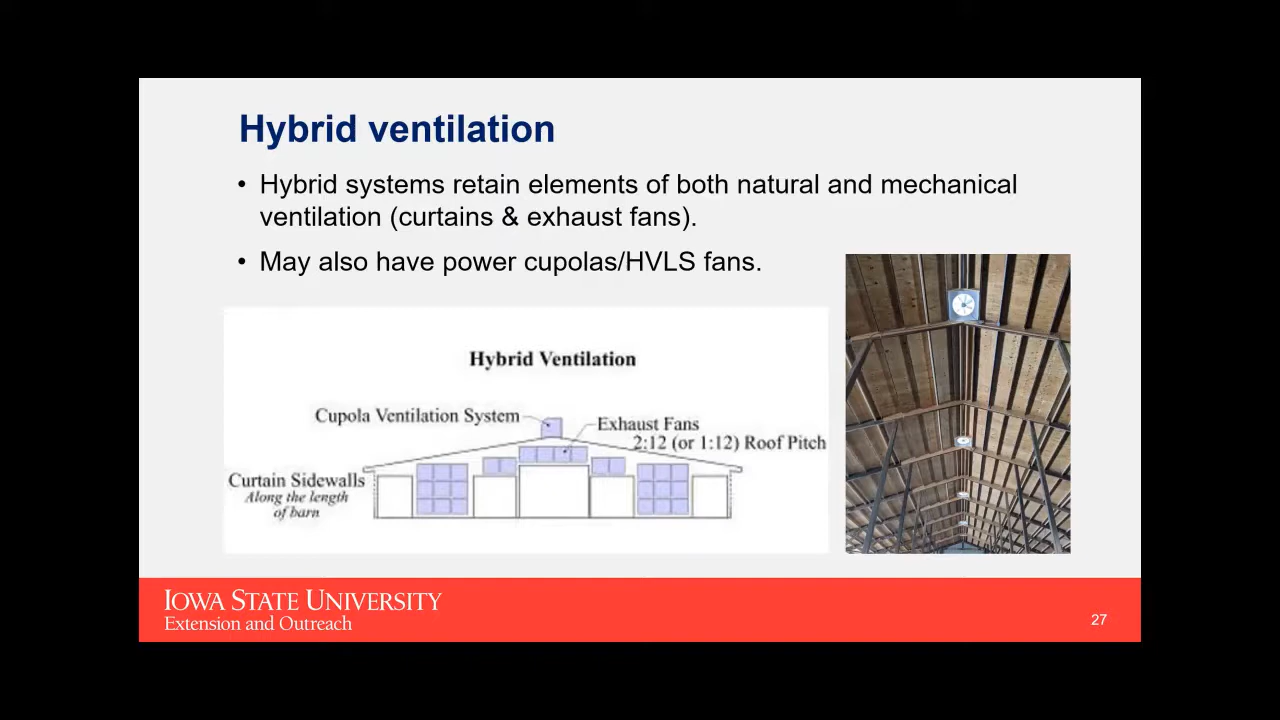 Hybrid ventilation
• Hybrid systems retain elements of both natural and mechanical
ventilation (curtains & exhaust fans).
• May also have power cupolas/HVLS fans.
Hybrid Ventilation
Cupola Ventilation System
Exhaust Fans
2:12 (or 1:12) Roof Pitch
Curtain Sidewalls
Along the length
of barn
IOWA STATE UNIVERSITY
Extension and Outreach
27